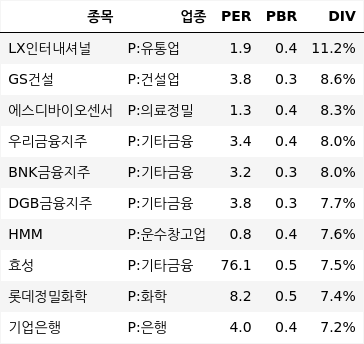 종목 업종 PER PBR DIV
LX인터내셔널 P:유통업 1.9 0.4 11.2%
GS건설 P:건설업 3.8 0.3 8.6%
에스디바이오센서 P:의료정밀 1.3 0.4 8.3%
우리금융지주 P:기타금융 3.4 0.4 8.0%
BNK금융지주 P:기타금융 3.2 0.3 8.0%
DGB금융지주 P:기타금융 3.8 0.3 7.7%
HMM P:운수창고업 0.8 0.4 7.6%
효성 P:기타금융 76.1 0.5 7.5%
롯데정밀화학 P:화학 8.2 0.5 7.4%
기업은행 P:은행 4.0 0.4 7.2%